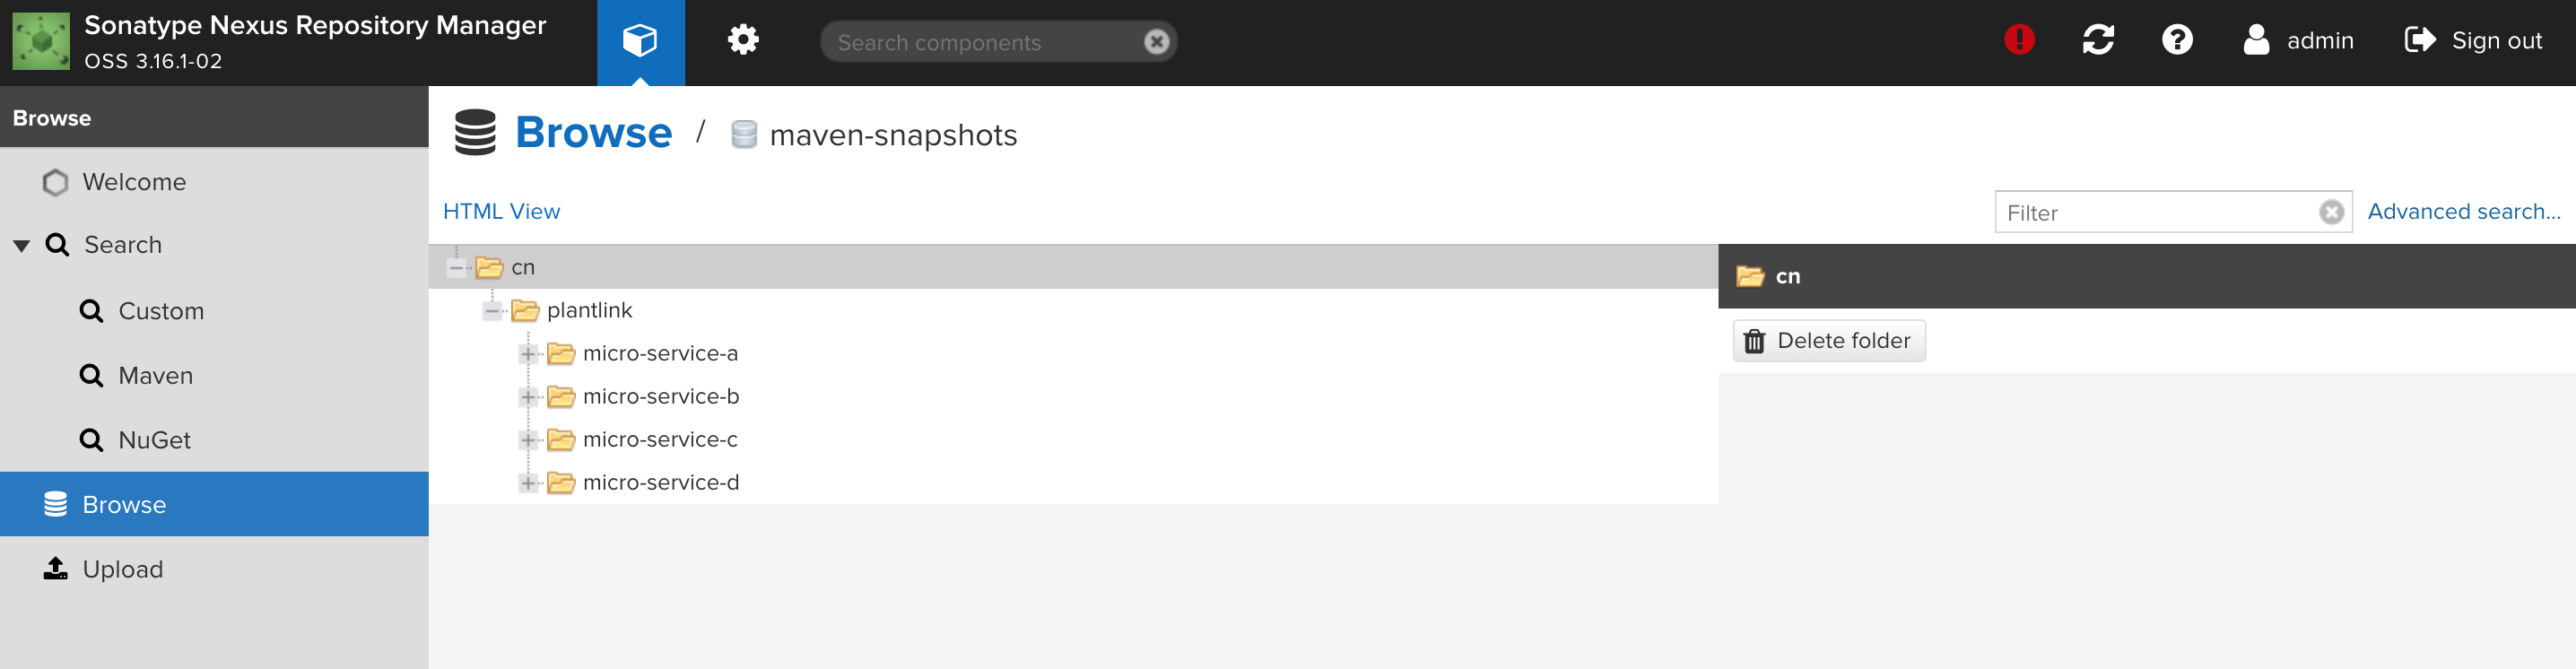 Sonatype Nexus Repository Manager
OSS 3.16.1-02
Search components
admin
Sign out
Browse
Welcome
Search
Custom
Maven
NuGet
Browse
Upload
Browse / maven-snapshots
HTML View
Filter
Advanced search...
cn
plantlink
micro-service-a
micro-service-b
micro-service-c
micro-service-d
cn
Delete folder